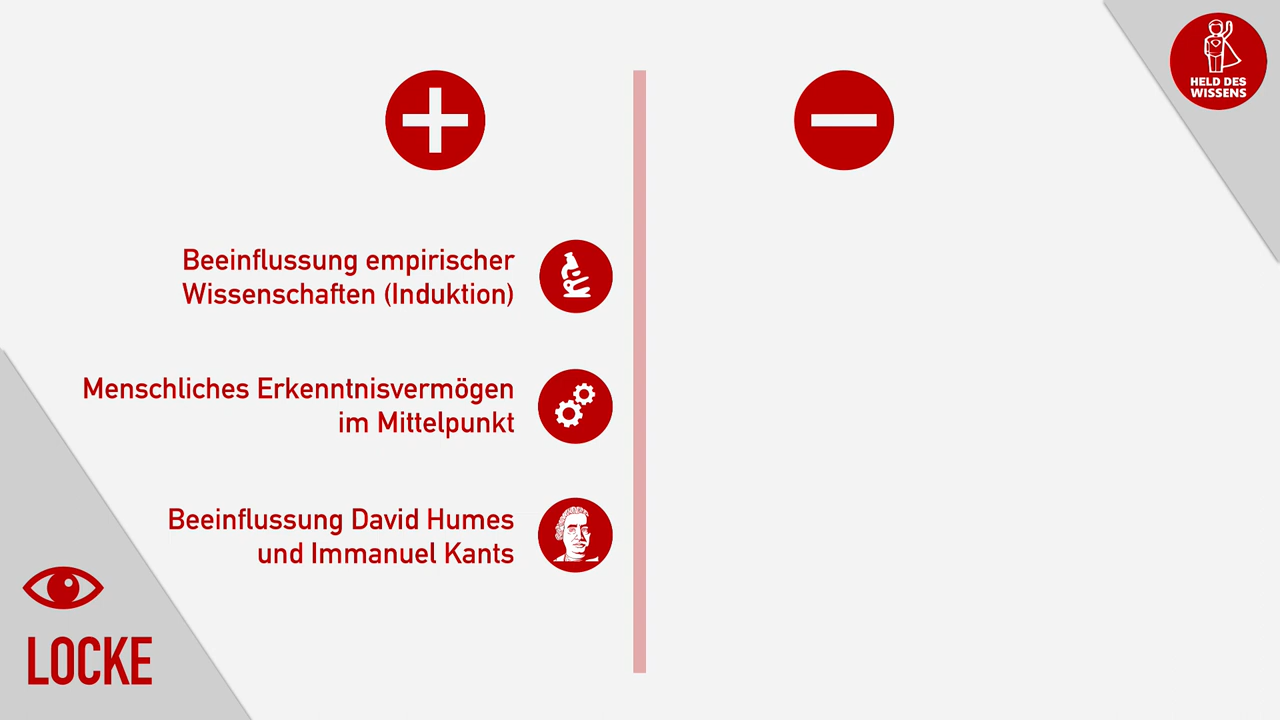 HELD DES
WISSENS
Beeinflussung empirischer
Wissenschaften (Induktion)
Menschliches Erkenntnisvermögen
im Mittelpunkt
Beeinflussung David Humes
und Immanuel Kants
LOCKE